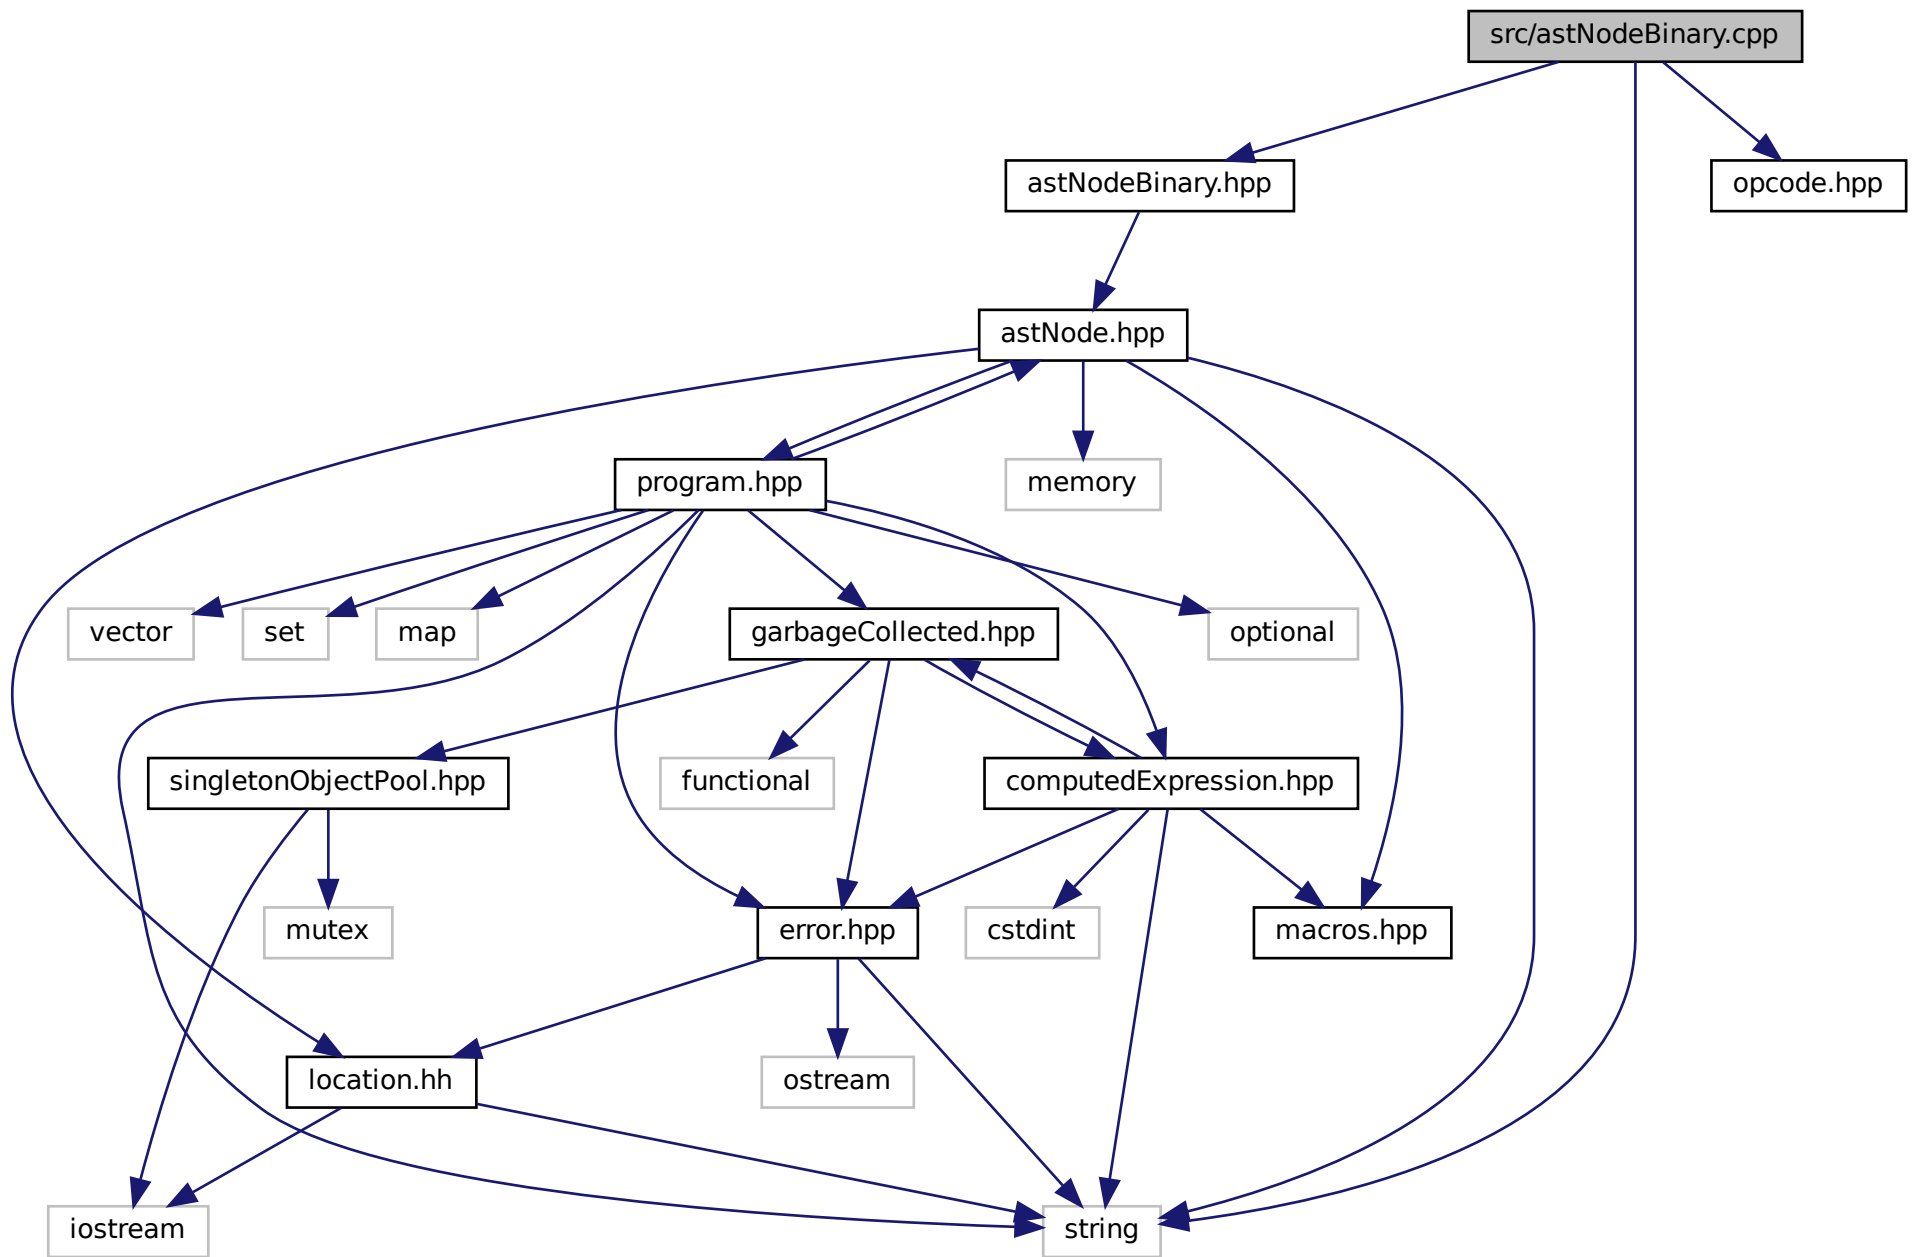 src/astNodeBinary.cpp
astNodeBinary.hpp
opcode.hpp
astNode.hpp
program.hpp
memory
vector
set
map
garbageCollected.hpp
optional
singletonObjectPool.hpp
functional
computedExpression.hpp
mutex
error.hpp
cstdint
macros.hpp
location.hh
ostream
iostream
string